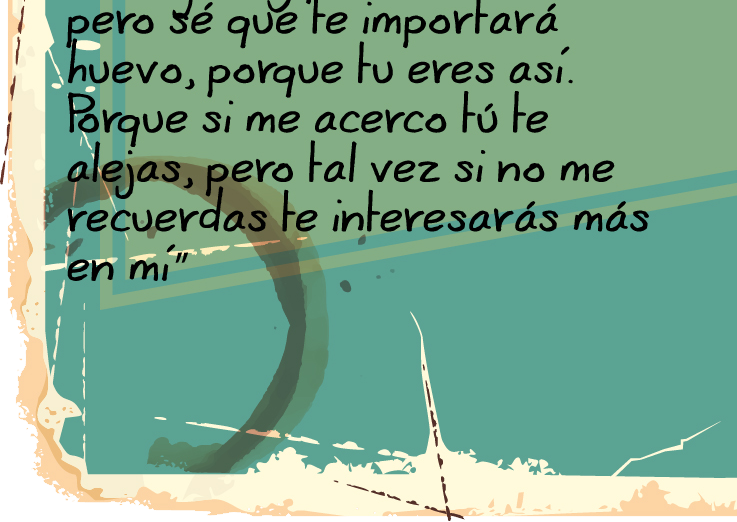 pero sé que te importará
huevo, porque tu eres así.
Porque si me acerco tú te
alejas, pero tal vez si no me
recuerdas te interesarás más
en mí"